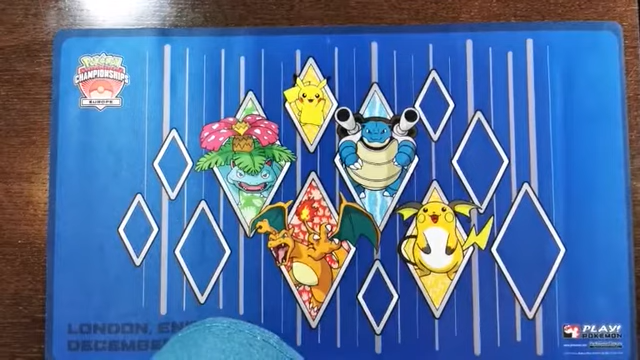 Pokémon
CHAMPIONSHIPS
EUROPE
LONDON, EN
DECEMBE
PLAY!
POKÉMON